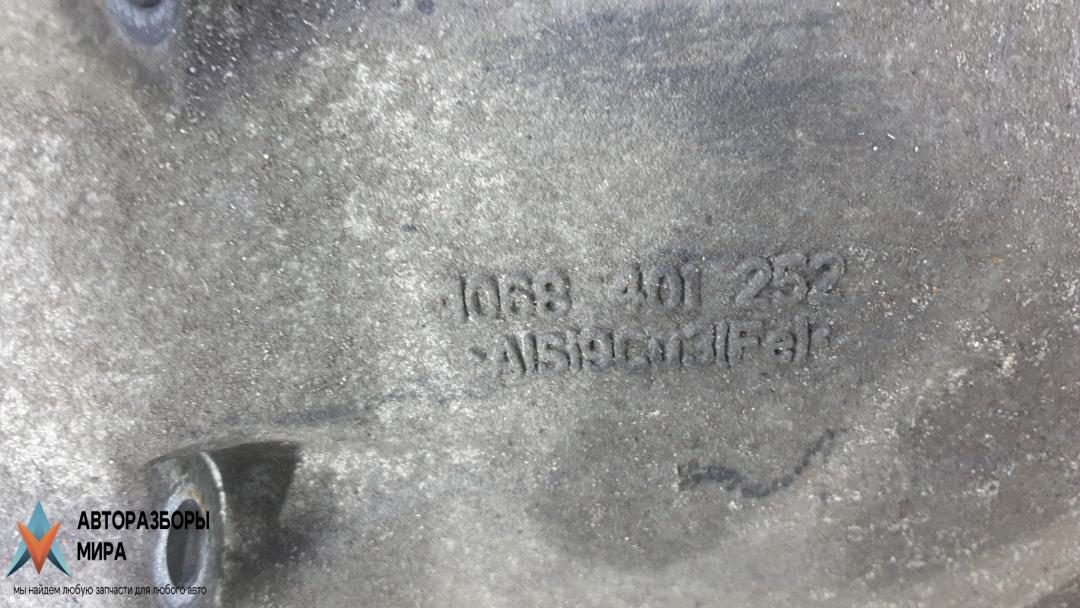 1068 401 252
AlSi9Cu3(Fe)
АВТОРАЗБОРЫ
МИРА
мы найдем любую запчасти для любого авто